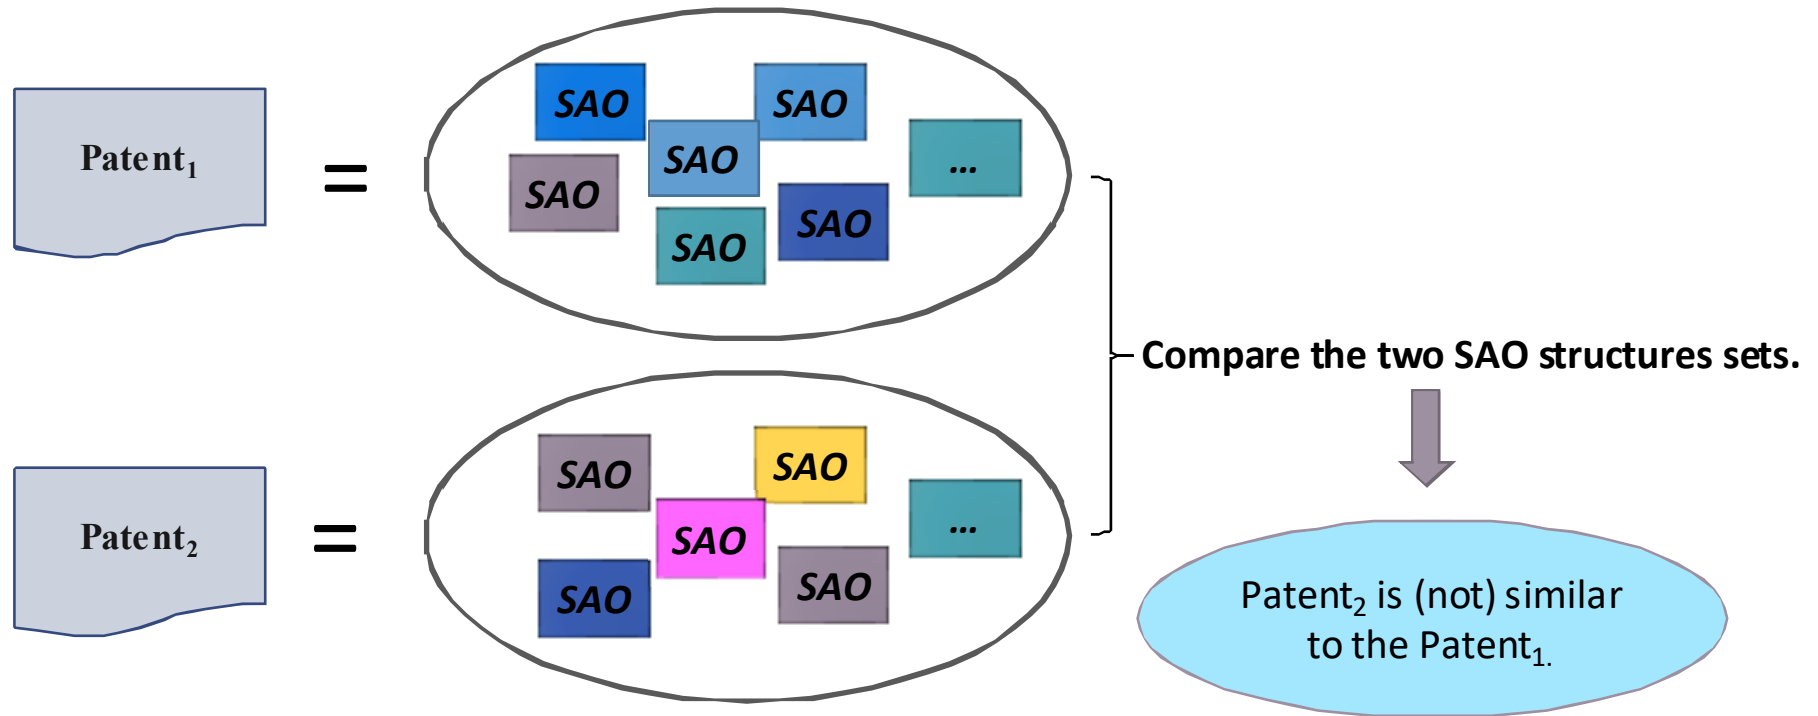 Patent₁
=
SAO
SAO
SAO
SAO
SAO
SAO
...
Compare the two SAO structures sets.
Patent₂
=
SAO
SAO
SAO
SAO
SAO
...
Patent₂ is (not) similar
to the Patent₁.